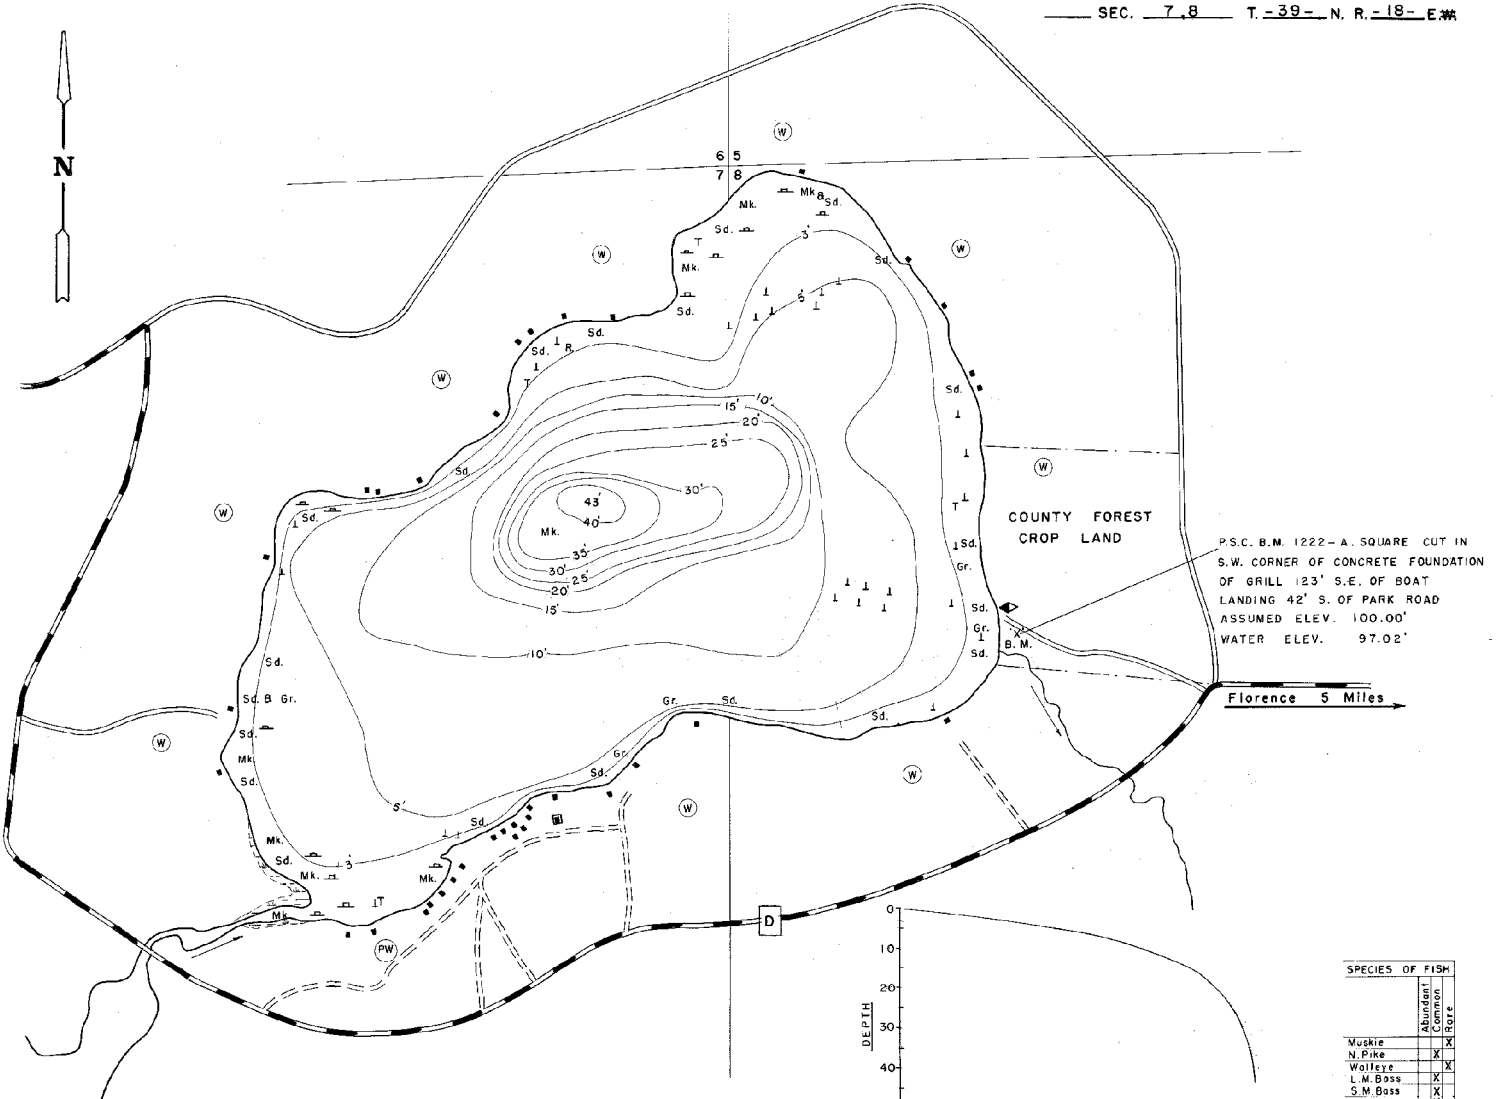 SEC. 7,8 T.-39- N. R.-18- E.
N
W
6 5
7 8
Mk. & Sd.
Mk.
Sd.
T
3'
W
Sd.
W
Mk.
5'
Sd.
Sd.
Sd.
R.
T
W
Sd.
10'
15'
20'
25'
Sd.
W
30'
43'
40'
W
T
Sd.
Mk.
COUNTY FOREST
CROP LAND
P.S.C. B.M. 1222-A. SQUARE CUT IN
S.W. CORNER OF CONCRETE FOUNDATION
OF GRILL 123' S.E. OF BOAT
LANDING 42' S. OF PARK ROAD
ASSUMED ELEV. 100.00'
WATER ELEV. 97.02'
Sd.
Gr.
35'
30'
25'
20'
15'
Sd.
Gr.
Sd.
B.M.
10'
Sd.
Sd. & Gr.
Gr.
Sd.
Sd.
Florence 5 Miles
Sd.
W
Mk.
Sd.
Gr.
Sd.
W
5'
W
Sd.
Mk.
Sd.
3'
Mk.
Mk.
T
Mk.
D
PW
0
10
20
30
40
DEPTH
SPECIES OF FISH
Abundant
Common
Rare
Muskie X
N. Pike X
Walleye X
L.M. Bass X
S.M. Bass X